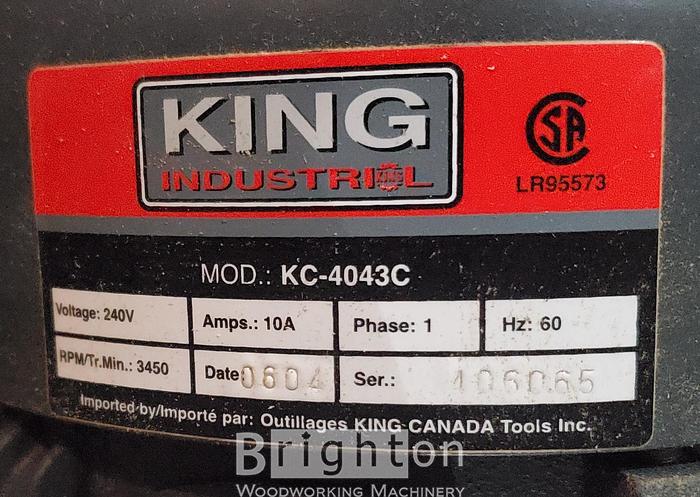 KING
INDUSTRIAL
CSA
LR95573
MOD.: KC-4043C
Voltage: 240V Amps.: 10A Phase: 1 Hz: 60
RPM/Tr.Min.: 3450 Date: 0604 Ser.: 406065
Imported by/Importé par: Outillages KING CANADA Tools Inc.
Brighton
WOODWORKING MACHINERY